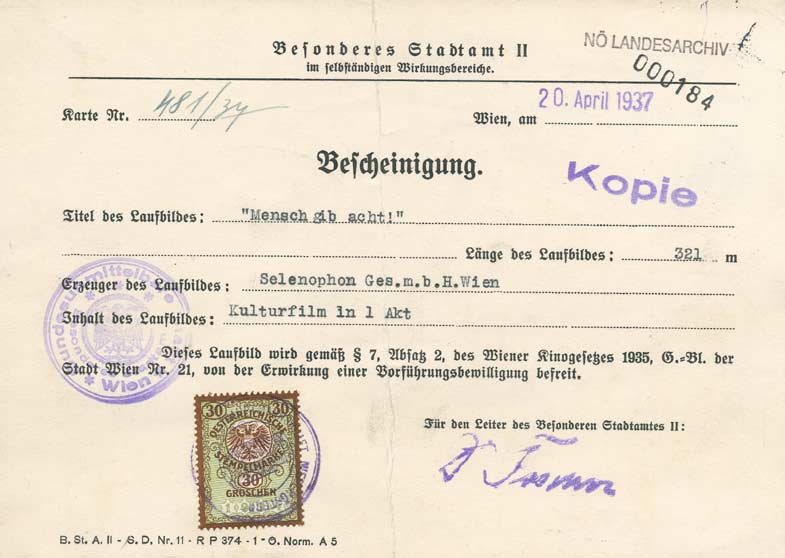 Besonderes Stadtamt II
im selbständigen Wirkungsbereiche.
NÖ LANDESARCHIV
000184
Karte Nr. 481/37
Wien, am 20. April 1937
Bescheinigung.
Kopie
Titel des Laufbildes: "Mensch gib acht!"
Länge des Laufbildes: 321 m
Erzeuger des Laufbildes: Selenophon Ges.m.b.H.Wien
Inhalt des Laufbildes: Kulturfilm in 1 Akt
Dieses Laufbild wird gemäß § 7, Absatz 2, des Wiener Kinogesetzes 1935, G.-Bl. der
Stadt Wien Nr. 21, von der Erwirkung einer Vorführungsbewilligung befreit.
Bundesunmittelbare
Wien
Für den Leiter des Besonderen Stadtamtes II:
30 30
OESTERREICHISCHE
STEMPELMARKE
30
GROSCHEN
B. St. A. II - S. D. Nr. 11 - R P 374 - 1 - Ö. Norm. A 5